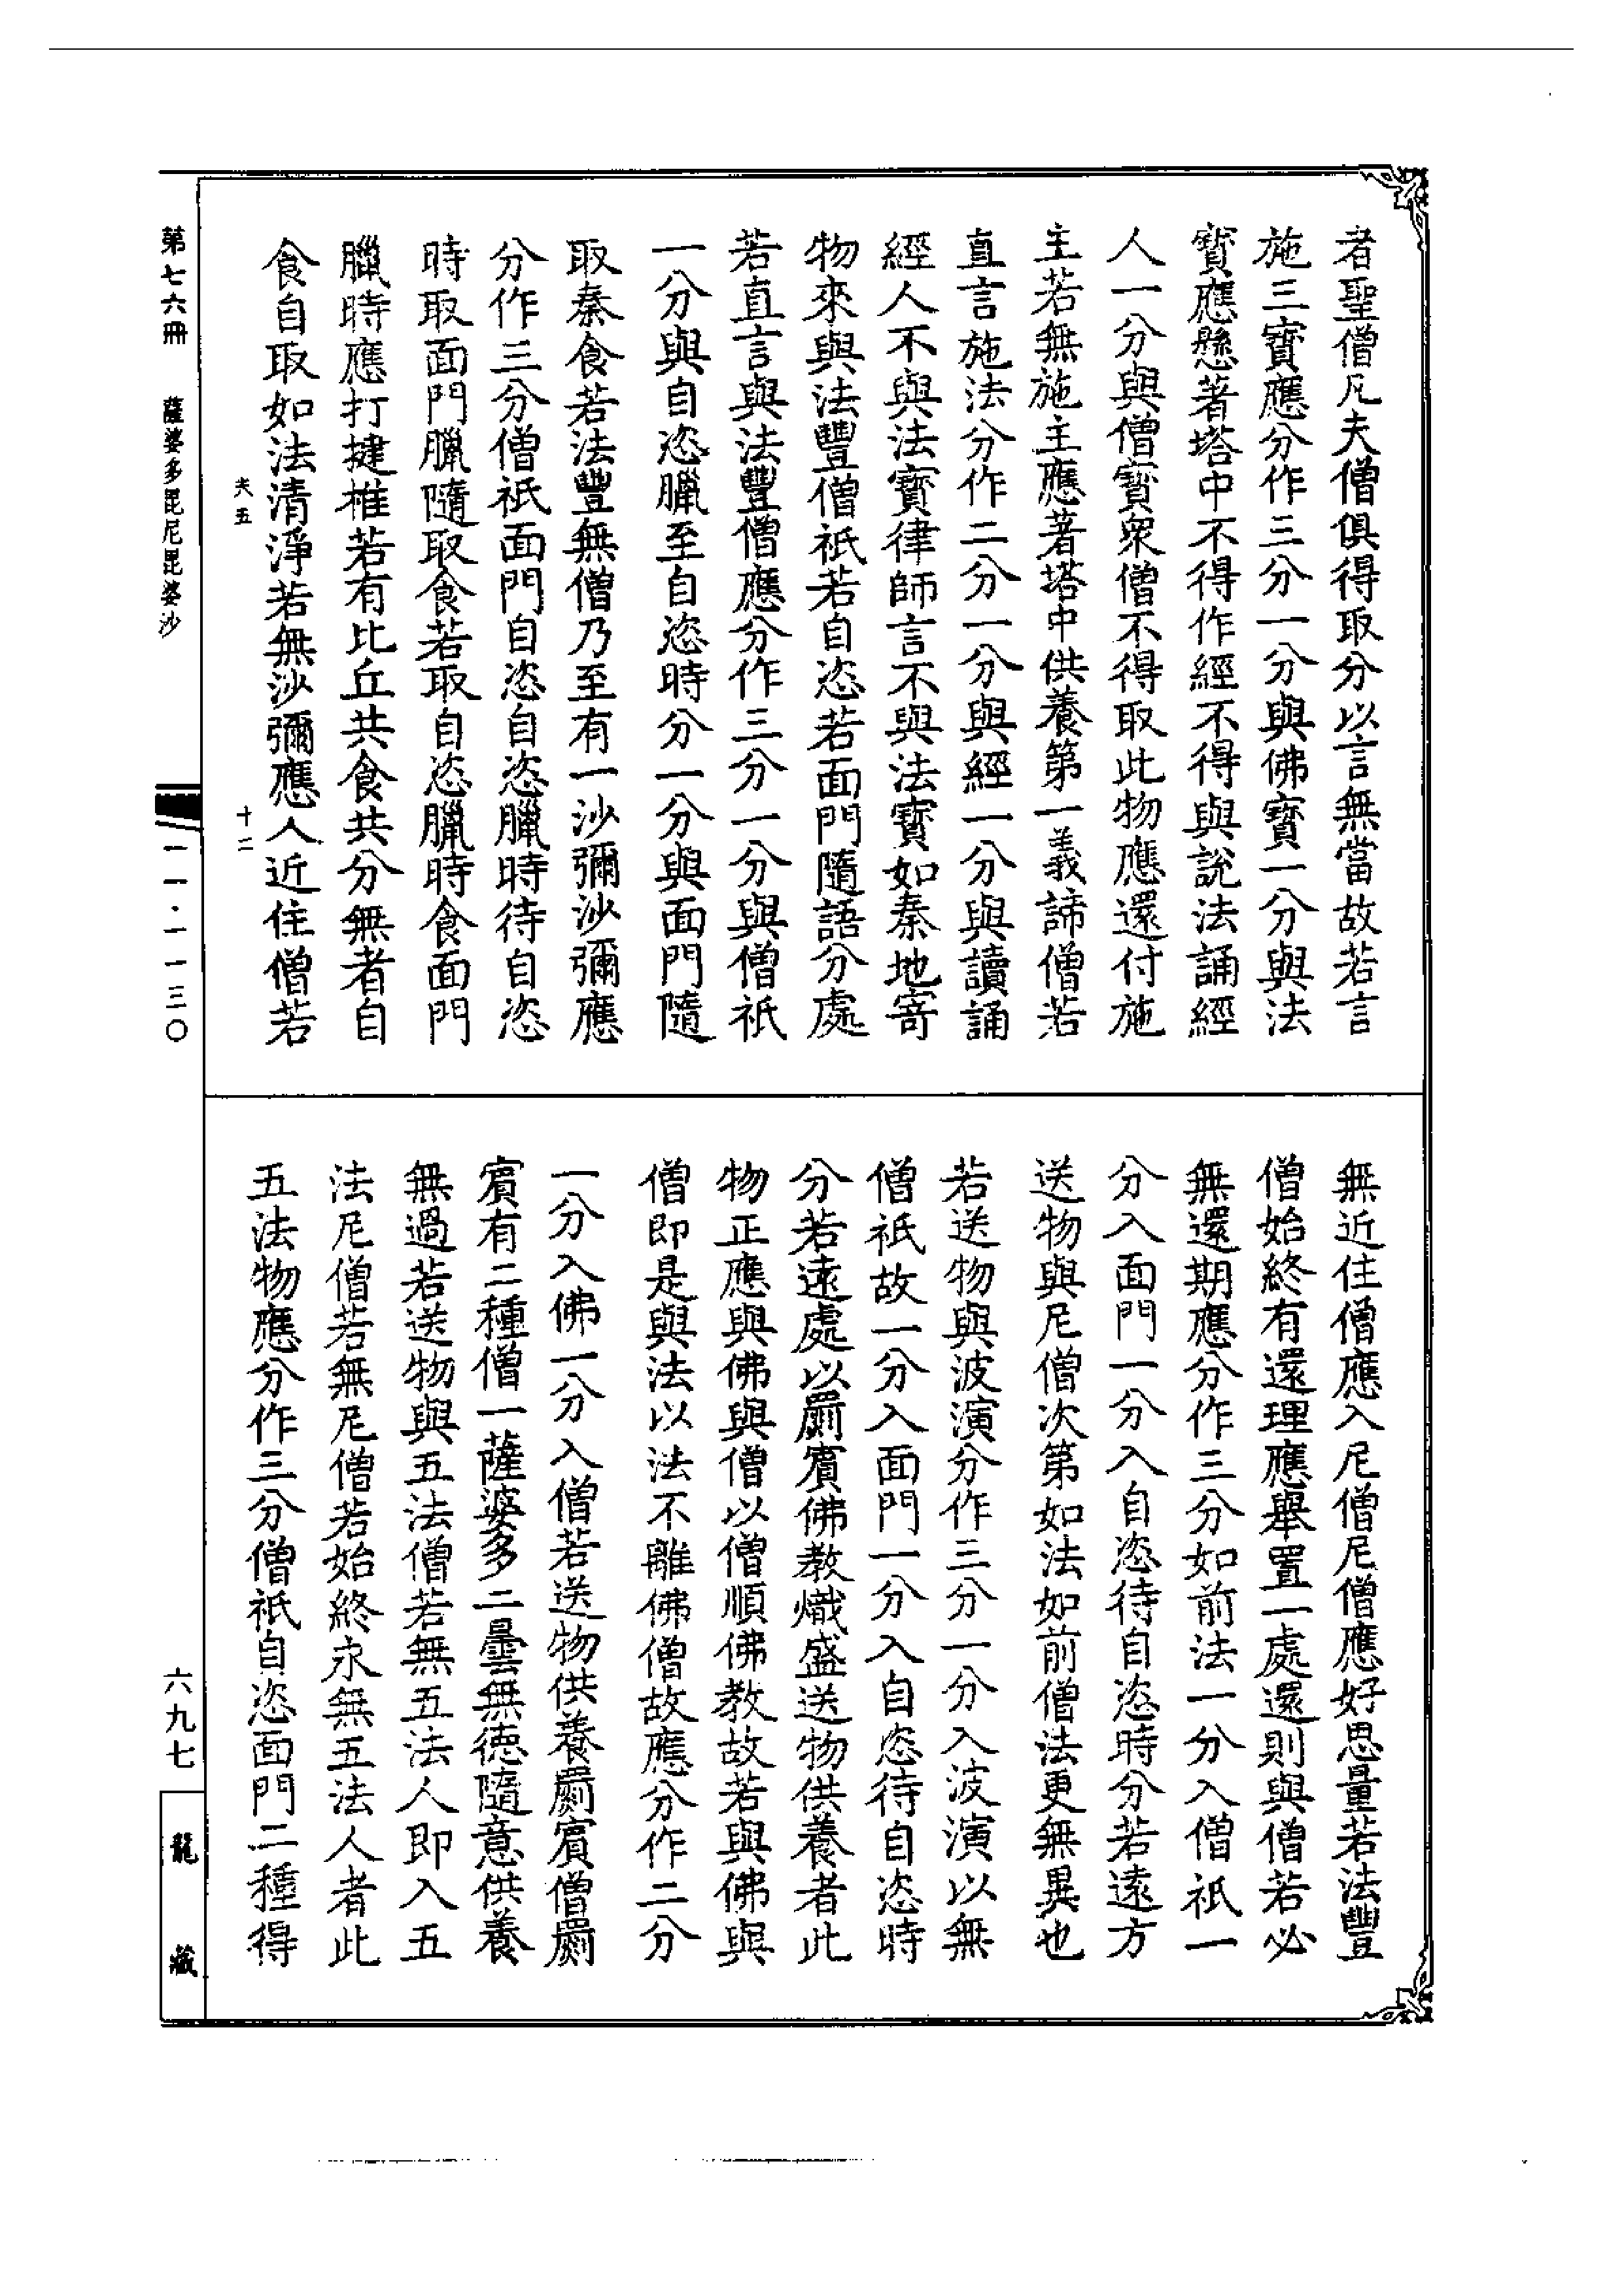 者聖僧凡夫僧俱得取分以言無當故若言
施三寶應分作三分一分與佛寶一分與法
寶應懸著塔中不得作經不得與說法誦經
人一分與僧寶眾僧不得取此物應還付施
主若無施主應著塔中供養第一義諦僧若
直言施法分作二分一分與經一分與讀誦
經人不與法寶律師言不與法寶如秦地寄
物來與法豐僧祇若自恣若面門隨語分處
若直言與法豐僧應分作三分一分與僧祇
一分與自恣臘至自恣時分一分與面門隨
取秦食若法豐無僧乃至有一沙彌沙彌應
分作三分僧祇面門自恣自恣臘時待自恣
時取面門臘隨取食若取自恣臘時食面門
臘時應打揵椎若有比丘共食共分無者自
食自取如法清淨若無沙彌應人近住僧若
無近住僧應入尼僧尼僧應好思量若法豐
僧始終有還理應舉置一處還則與僧若必
無還期應分作三分如前法一分入僧祇一
分入面門一分入自恣待自恣時分若遠方
送物與尼僧次第如法如前僧法更無異也
若送物與波演分作三分一分入波演以無
僧祇故一分入面門一分入自恣待自恣時
分若遠處以罽賓佛教熾盛送物供養者此
物正應與佛與僧以僧順佛教故若與佛與
僧即是與法以法不離佛僧故應分作二分
一分入佛一分入僧若送物供養罽賓僧罽
賓有二種僧一薩婆多二曇無德隨意供養
無過若送物與五法僧若無五法人即入五
法尼僧若無尼僧若始終永無五法人者此
五法物應分作三分僧祇自恣面門二種得
夫五
十二
第七六冊
薩婆多毘尼毘婆沙
一一·一一三〇
六九七
龍藏